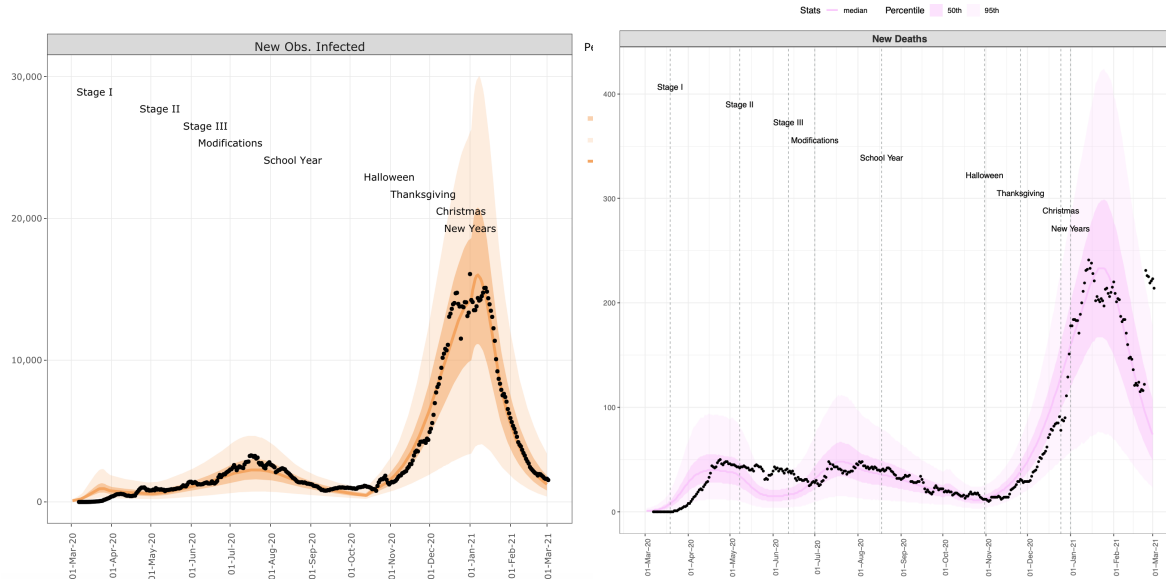 Stats median Percentile 50th 95th
New Obs. Infected
30,000
20,000
10,000
0
Stage I
Stage II
Stage III
Modifications
School Year
Halloween
Thanksgiving
Christmas
New Years
01-Mar-20
01-Apr-20
01-May-20
01-Jun-20
01-Jul-20
01-Aug-20
01-Sep-20
01-Oct-20
01-Nov-20
01-Dec-20
01-Jan-21
01-Feb-21
01-Mar-21
New Deaths
400
300
200
100
0
Stage I
Stage II
Stage III
Modifications
School Year
Halloween
Thanksgiving
Christmas
New Years
01-Mar-20
01-Apr-20
01-May-20
01-Jun-20
01-Jul-20
01-Aug-20
01-Sep-20
01-Oct-20
01-Nov-20
01-Dec-20
01-Jan-21
01-Feb-21
01-Mar-21